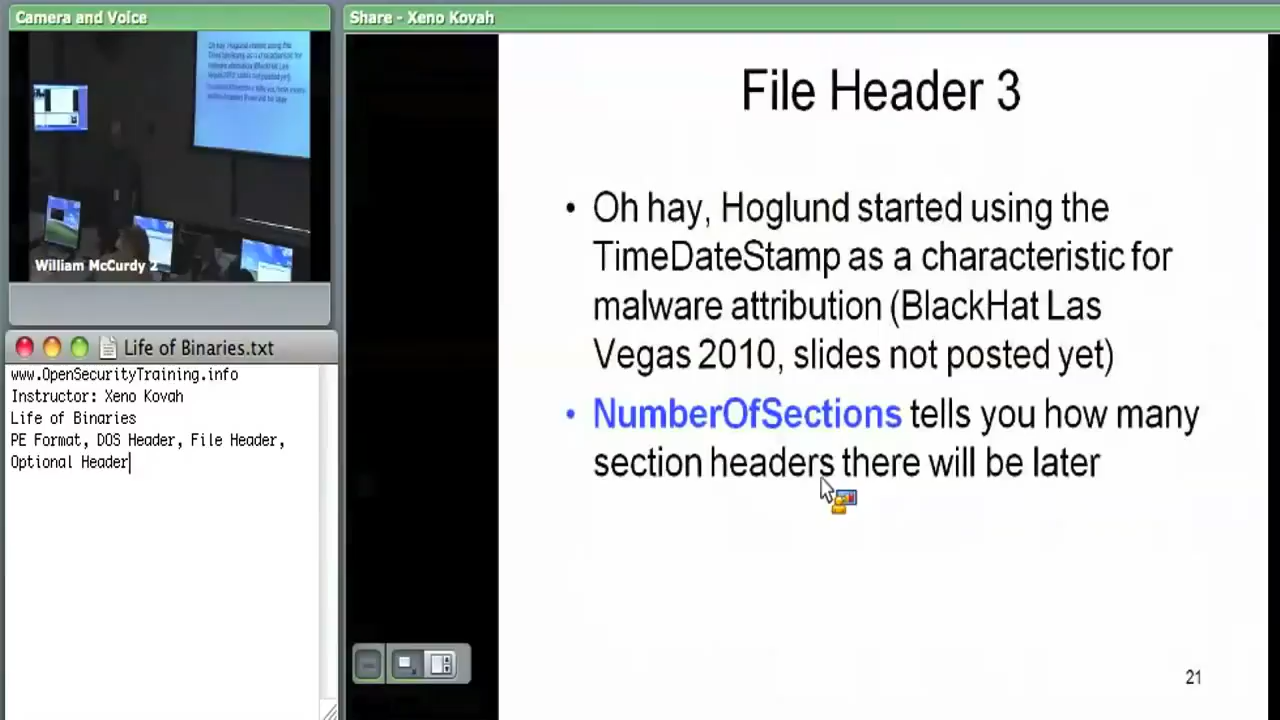 Camera and Voice
William McCurdy 2
Life of Binaries.txt
www.OpenSecurityTraining.info
Instructor: Xeno Kovah
Life of Binaries
PE Format, DOS Header, File Header,
Optional Header
Share - Xeno Kovah
File Header 3
• Oh hay, Hoglund started using the
TimeDateStamp as a characteristic for
malware attribution (BlackHat Las
Vegas 2010, slides not posted yet)
• NumberOfSections tells you how many
section headers there will be later
21